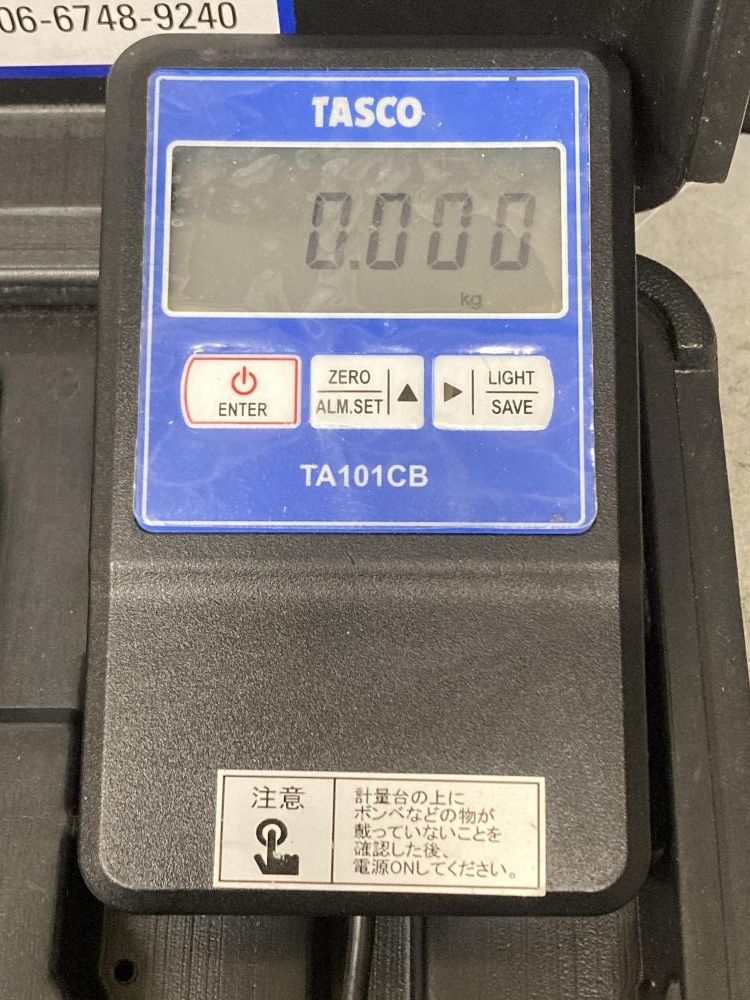 06-6748-9240
TASCO
0.000
kg
ENTER
ZERO
ALM.SET
LIGHT
SAVE
TA101CB
注意
計量台の上に
ボンベなどの物が
戴っていないことを
確認した後、
電源ONしてください。